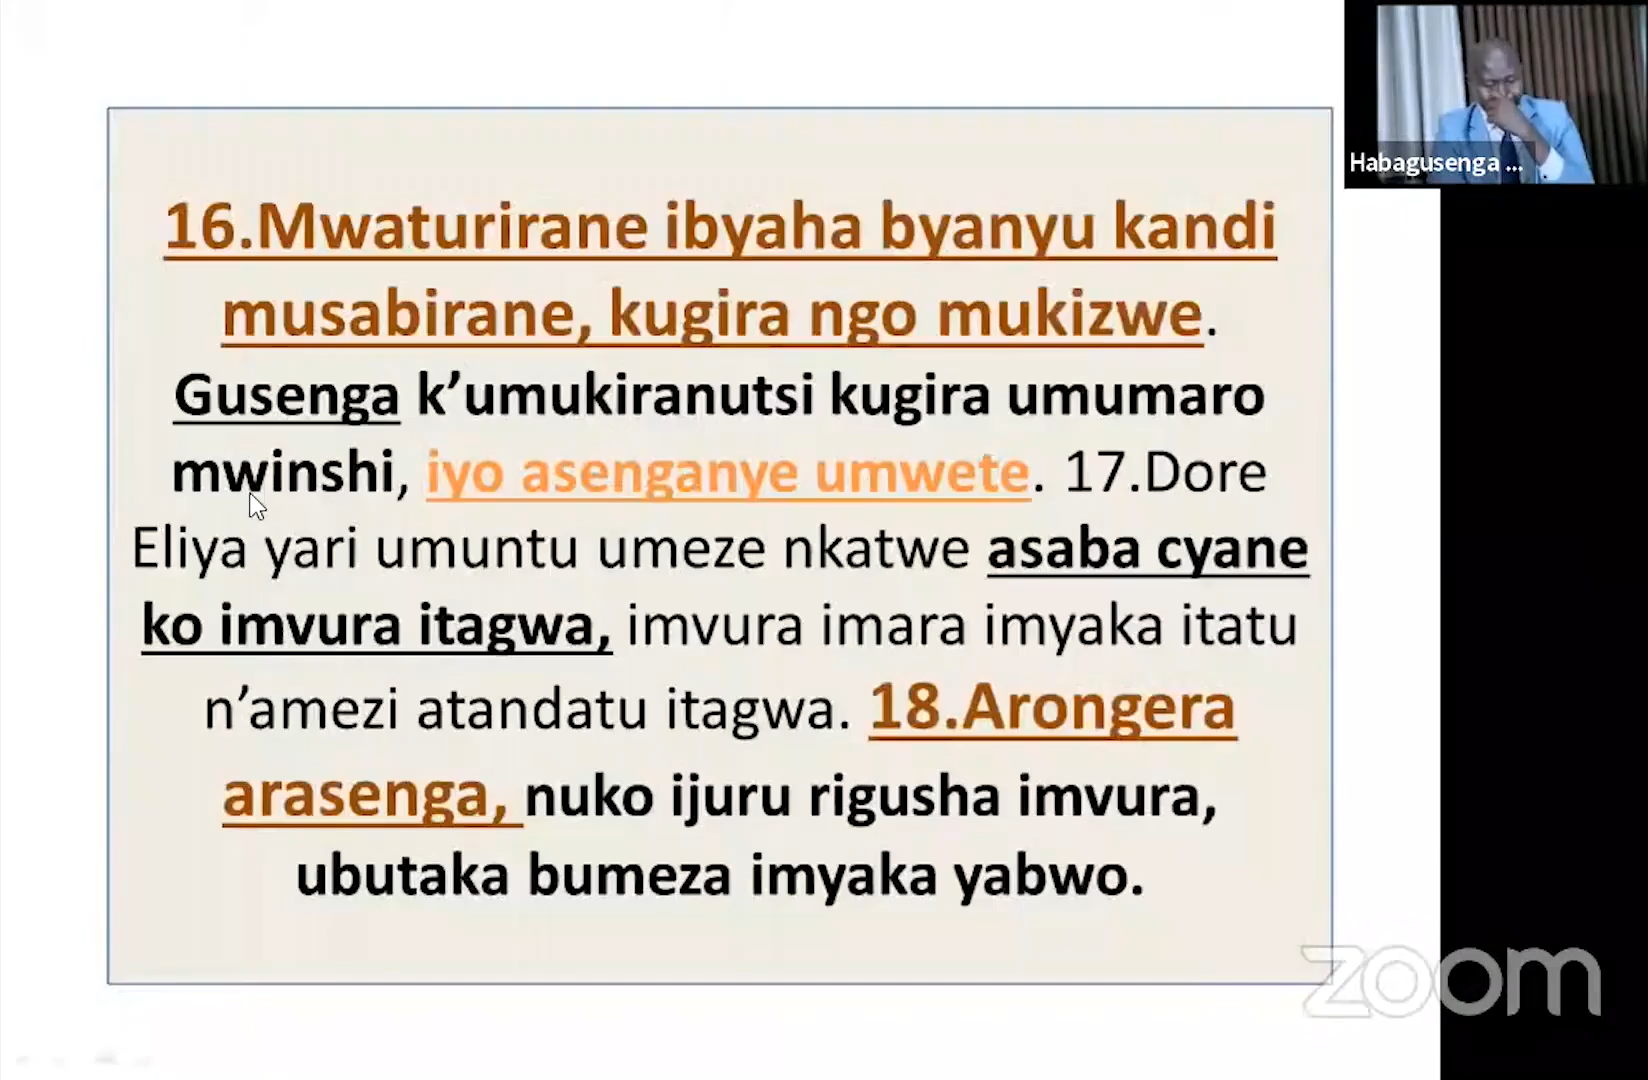 16.Mwaturirane ibyaha byanyu kandi
musabirane, kugira ngo mukizwe.
Gusenga k’umukiranutsi kugira umumaro
mwinshi, iyo asenganye umwete. 17.Dore
Eliya yari umuntu umeze nkatwe asaba cyane
ko imvura itagwa, imvura imara imyaka itatu
n’amezi atandatu itagwa. 18.Arongera
arasenga, nuko ijuru rigusha imvura,
ubutaka bumeza imyaka yabwo.
Habagusenga ...
zoom